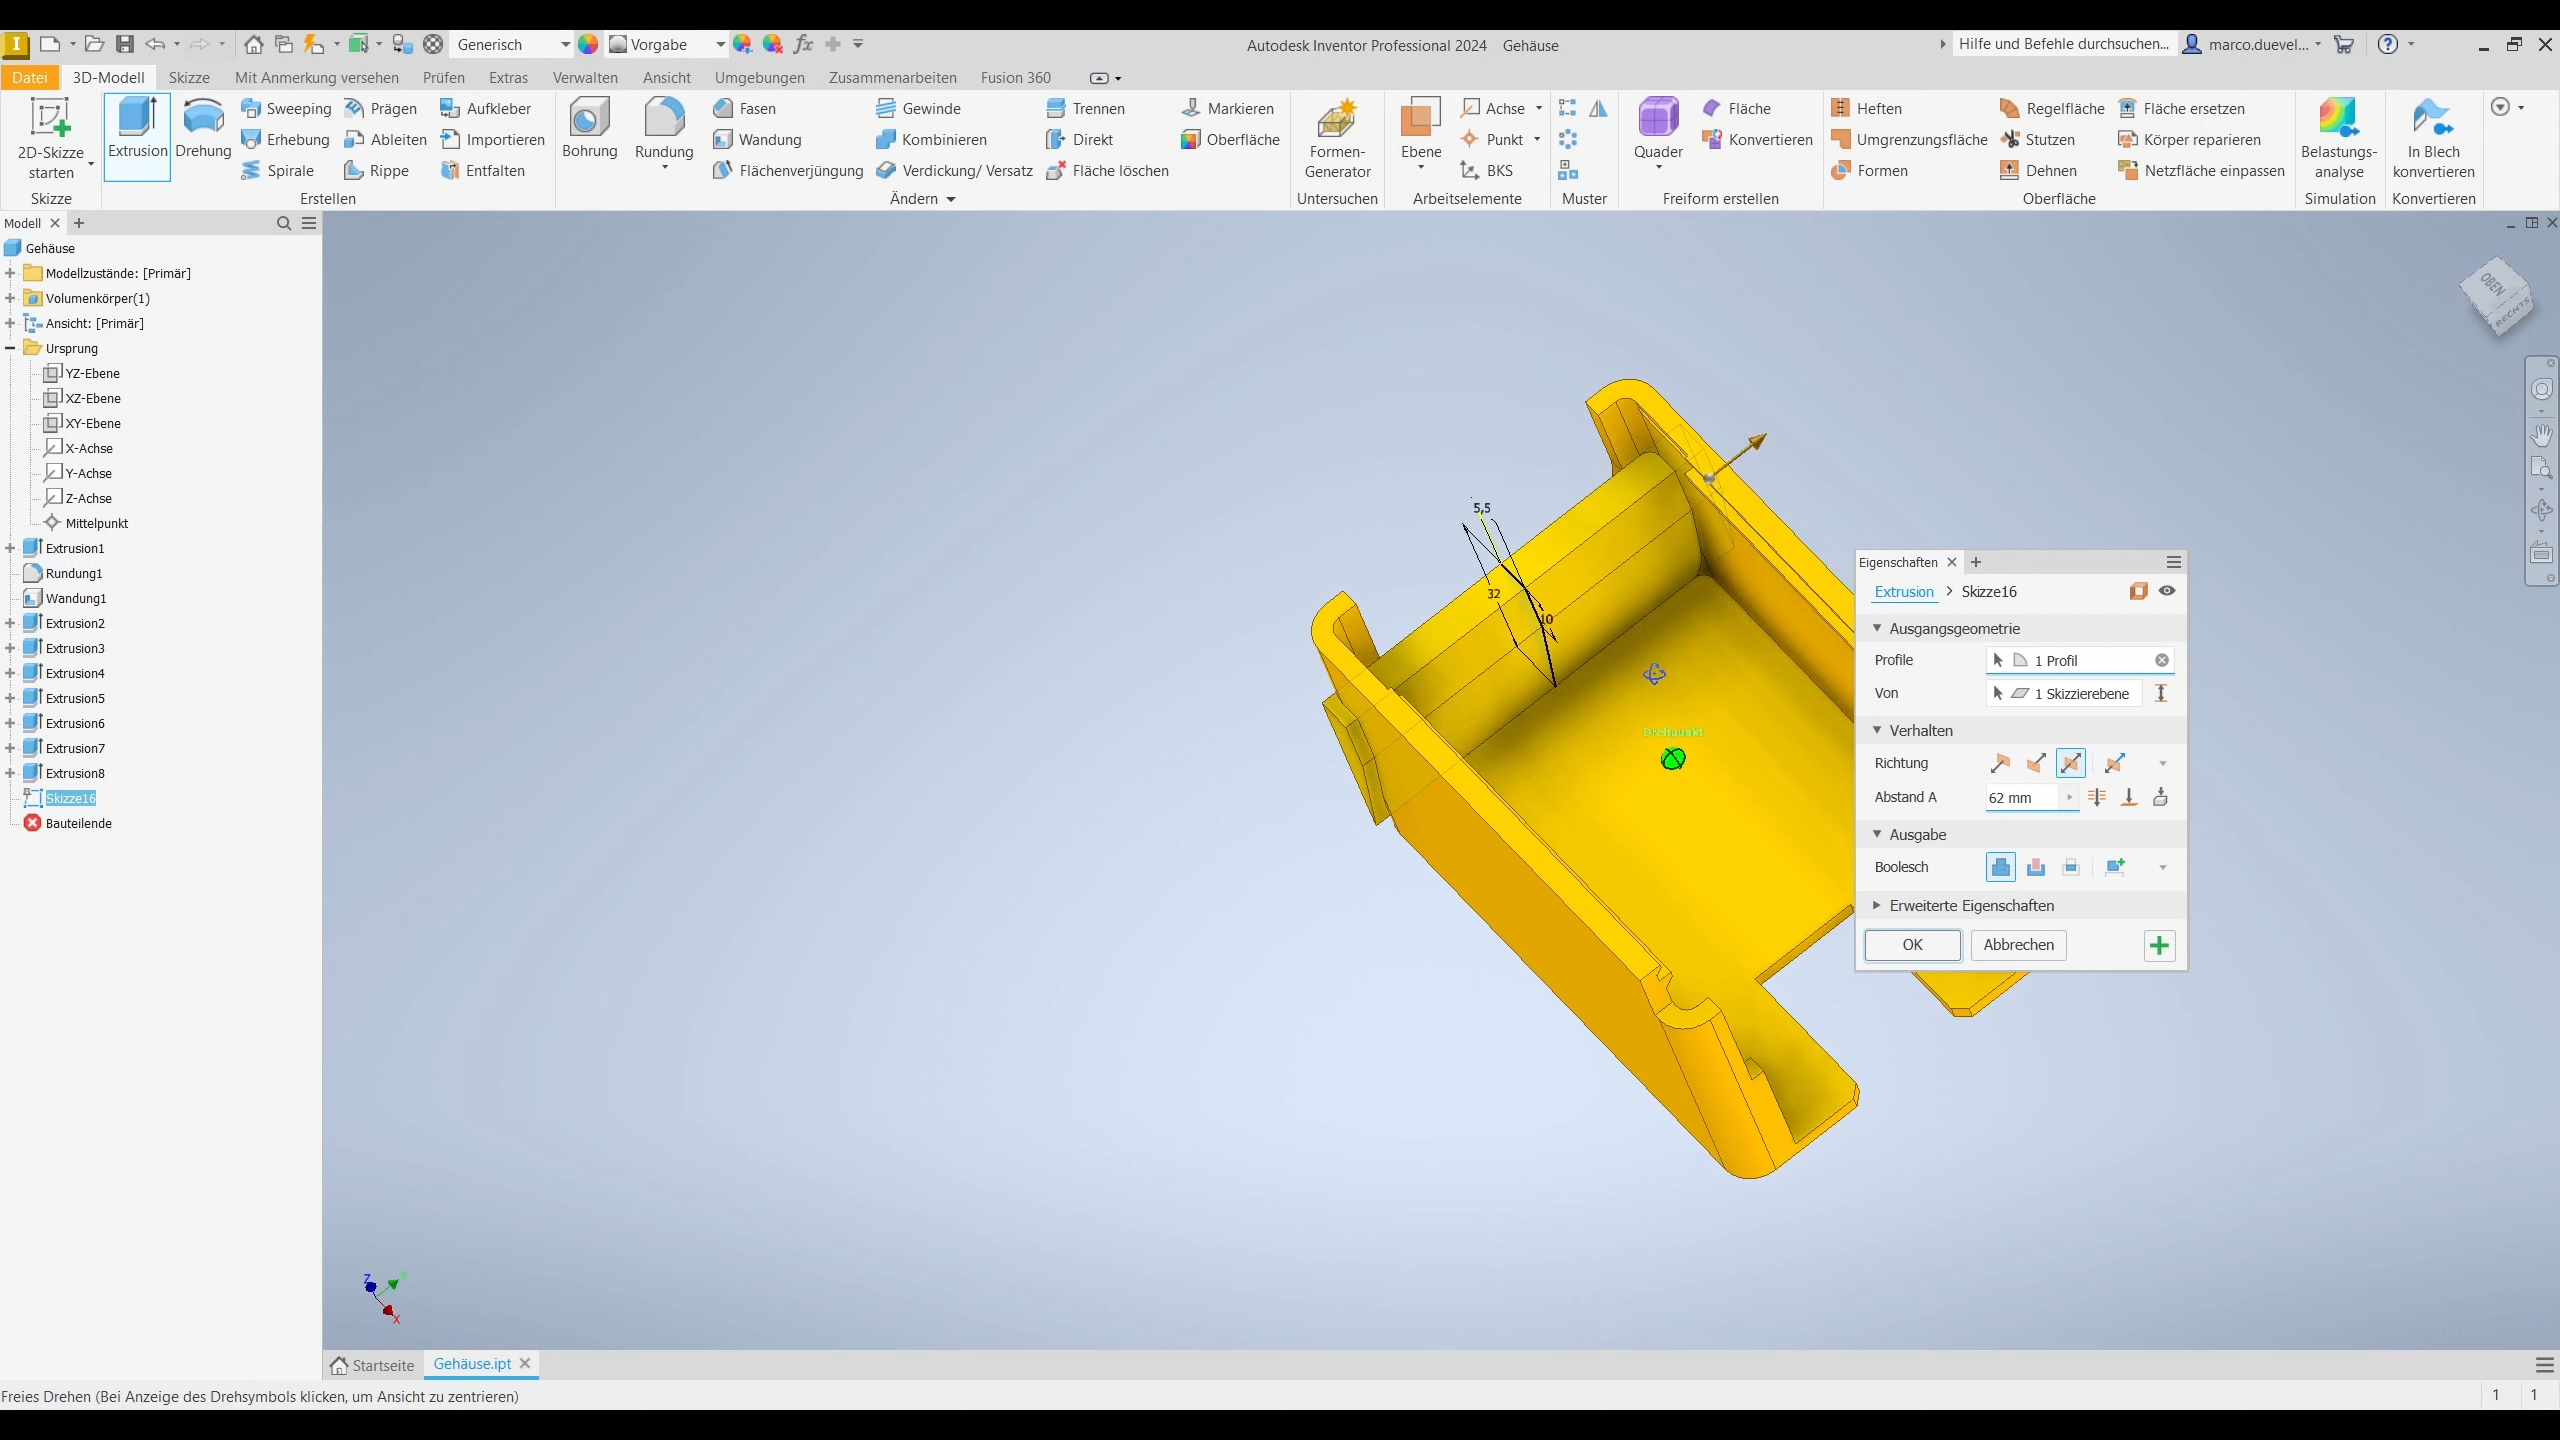 Generisch
Vorgabe
Autodesk Inventor Professional 2024 Gehäuse
Hilfe und Befehle durchsuchen...
marco.duevel...
Datei 3D-Modell Skizze Mit Anmerkung versehen Prüfen Extras Verwalten Ansicht Umgebungen Zusammenarbeiten Fusion 360
2D-Skizze
starten
Skizze
Extrusion
Drehung
Sweeping
Erhebung
Spirale
Prägen
Ableiten
Rippe
Aufkleber
Importieren
Entfalten
Erstellen
Bohrung
Rundung
Fasen
Wandung
Flächenverjüngung
Gewinde
Kombinieren
Verdickung/ Versatz
Trennen
Direkt
Fläche löschen
Markieren
Oberfläche
Ändern
Formen-
Generator
Untersuchen
Ebene
Achse
Punkt
BKS
Arbeitselemente
Muster
Quader
Fläche
Konvertieren
Freiform erstellen
Heften
Umgrenzungsfläche
Formen
Regelfläche
Stutzen
Dehnen
Fläche ersetzen
Körper reparieren
Netzfläche einpassen
Oberfläche
Belastungs-
analyse
Simulation
In Blech
konvertieren
Konvertieren
Modell
Gehäuse
Modellzustände: [Primär]
Volumenkörper(1)
Ansicht: [Primär]
Ursprung
YZ-Ebene
XZ-Ebene
XY-Ebene
X-Achse
Y-Achse
Z-Achse
Mittelpunkt
Extrusion1
Rundung1
Wandung1
Extrusion2
Extrusion3
Extrusion4
Extrusion5
Extrusion6
Extrusion7
Extrusion8
Skizze16
Bauteilende
OBEN
RECHTS
5,5
32
10
Drehpunkt
Eigenschaften
Extrusion > Skizze16
Ausgangsgeometrie
Profile 1 Profil
Von 1 Skizzierebene
Verhalten
Richtung
Abstand A 62 mm
Ausgabe
Boolesch
Erweiterte Eigenschaften
OK Abbrechen
Z
X
Startseite Gehäuse.ipt
Freies Drehen (Bei Anzeige des Drehsymbols klicken, um Ansicht zu zentrieren)
1 1